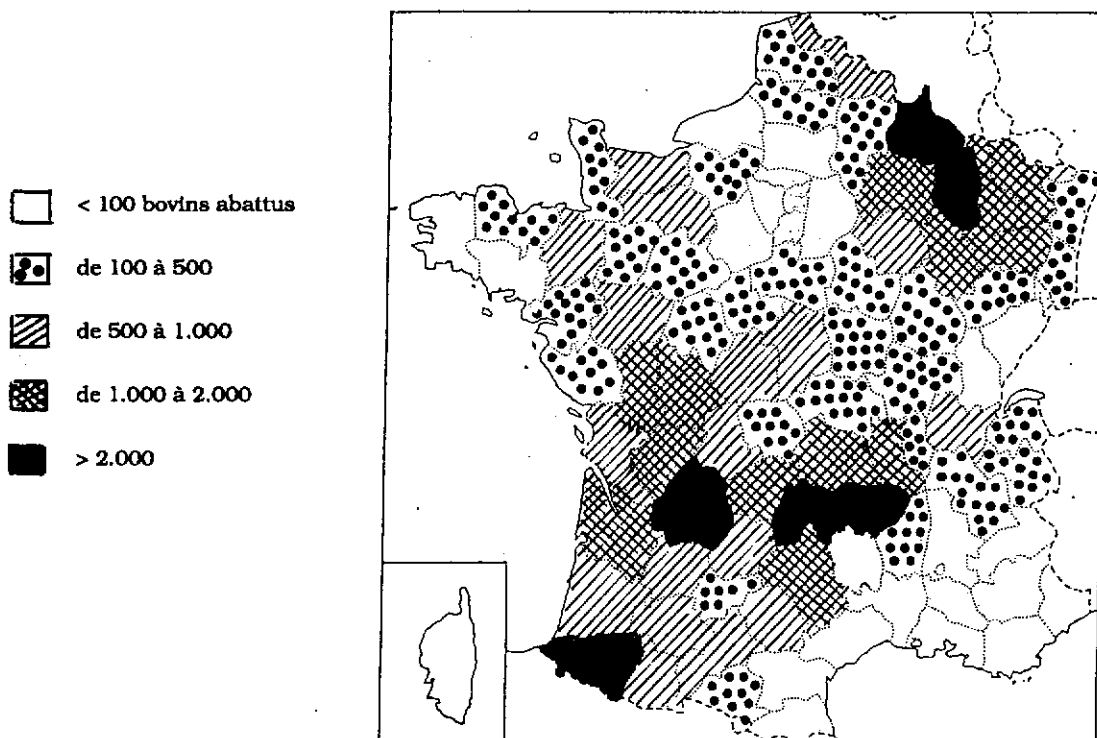 < 100 bovins abattus
de 100 à 500
de 500 à 1.000
de 1.000 à 2.000
> 2.000